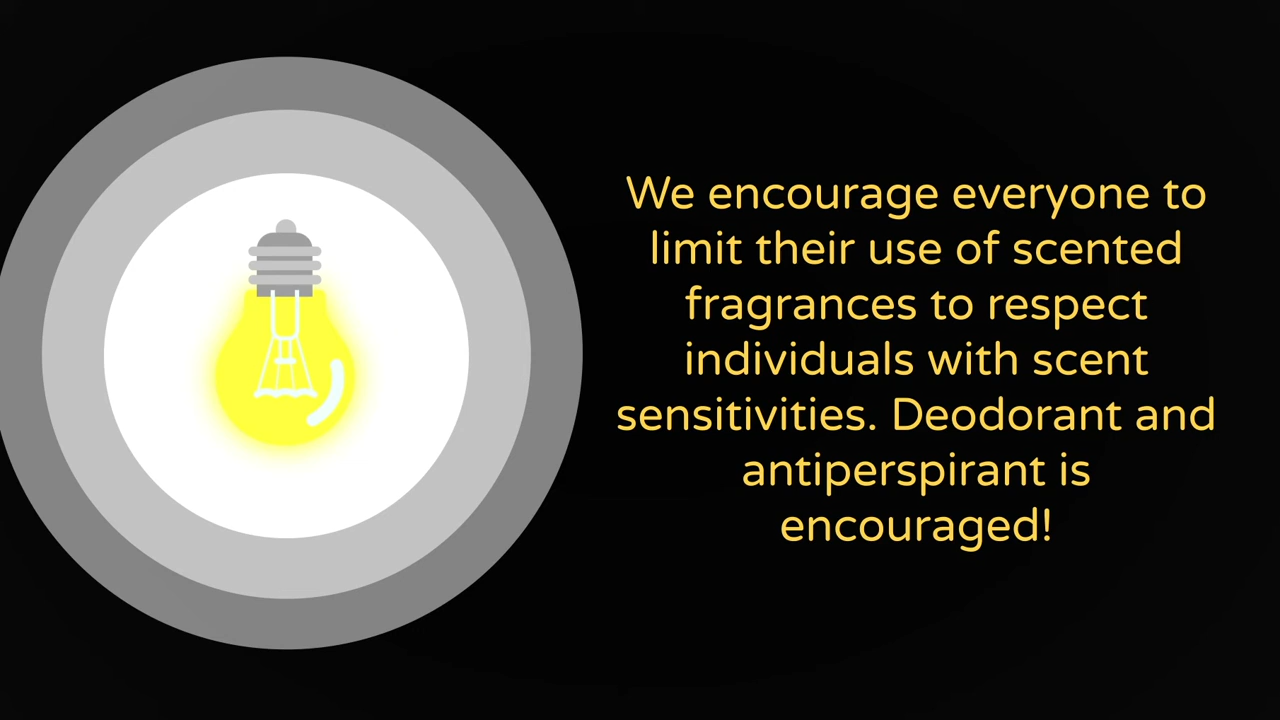 We encourage everyone to
limit their use of scented
fragrances to respect
individuals with scent
sensitivities. Deodorant and
antiperspirant is
encouraged!